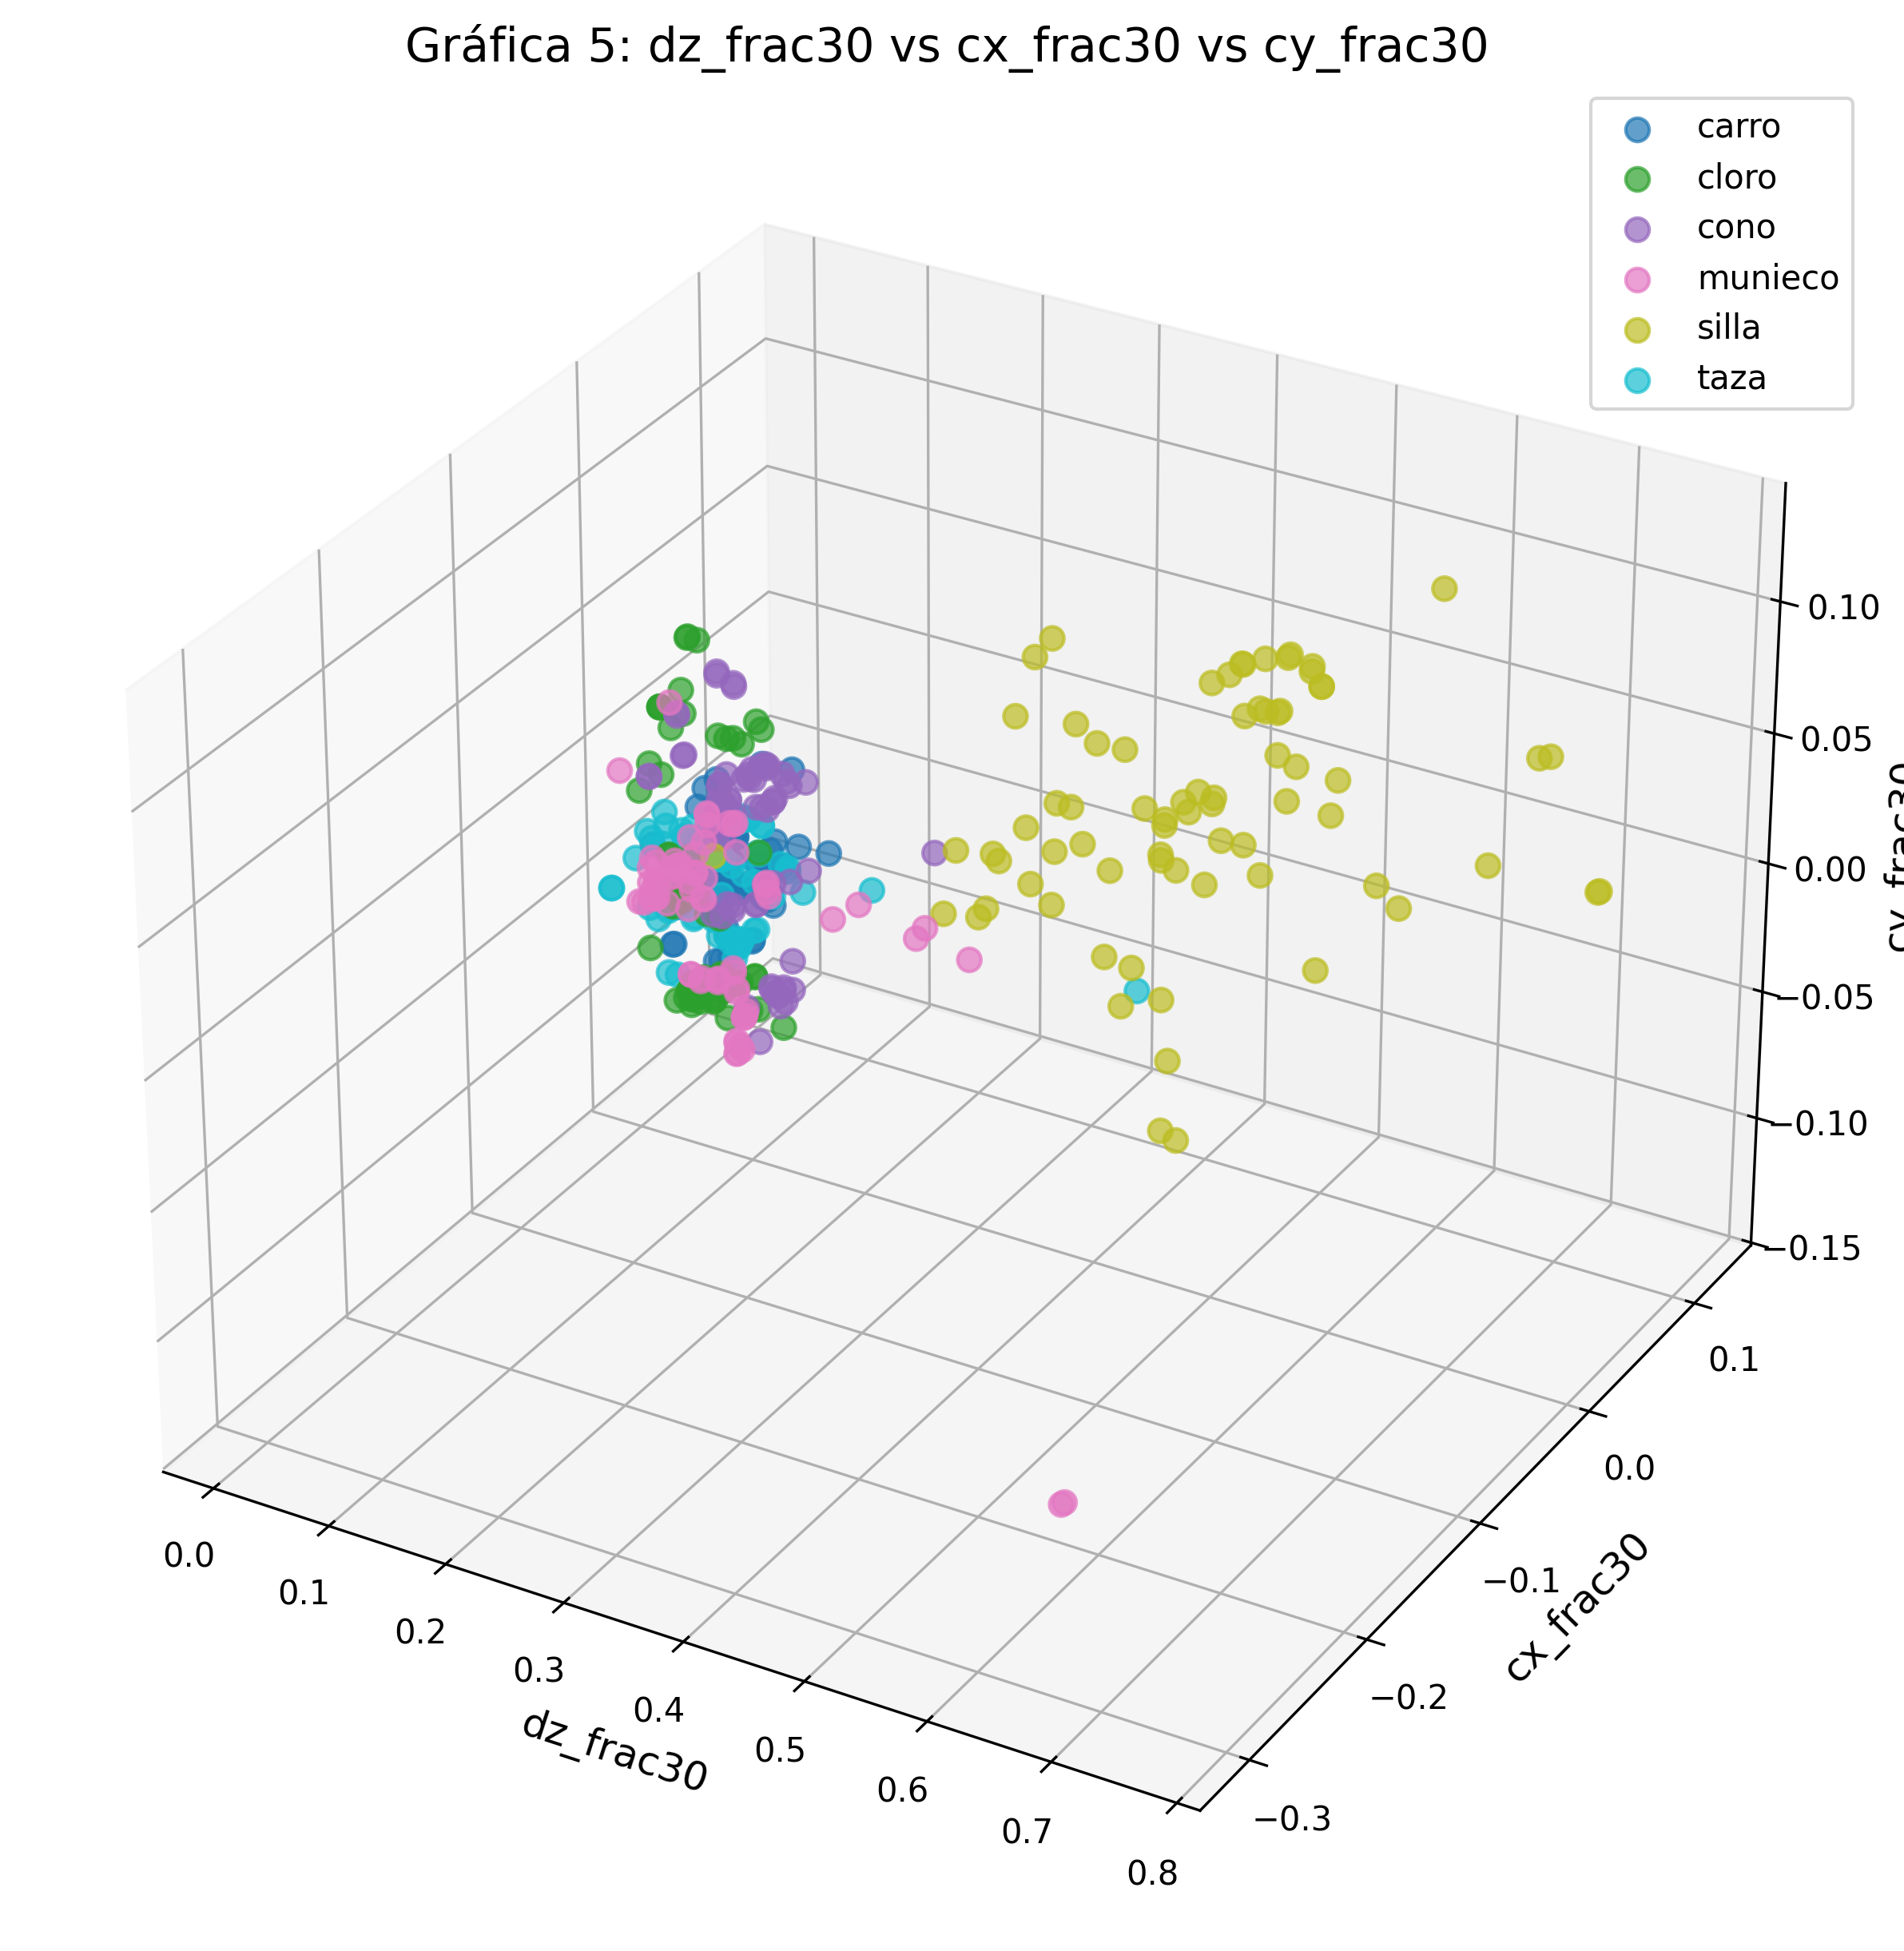 Gráfica 5: dz_frac30 vs cx_frac30 vs cy_frac30
carro
cloro
cono
munieco
silla
taza
0.10
0.05
0.00
−0.05
−0.10
−0.15
cy_frac30
0.1
0.0
−0.1
−0.2
−0.3
cx_frac30
0.0
0.1
0.2
0.3
0.4
0.5
0.6
0.7
0.8
dz_frac30